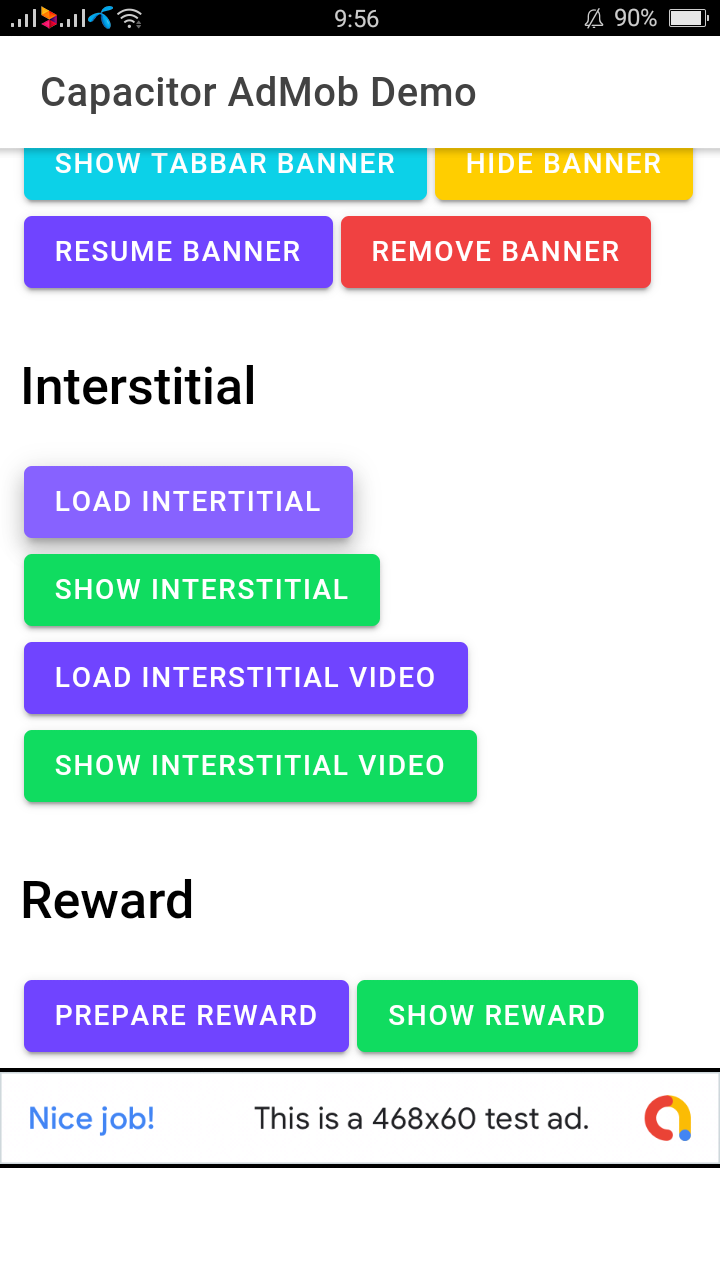 9:56
90%
Capacitor AdMob Demo
SHOW TABBAR BANNER HIDE BANNER
RESUME BANNER REMOVE BANNER
Interstitial
LOAD INTERTITIAL
SHOW INTERSTITIAL
LOAD INTERSTITIAL VIDEO
SHOW INTERSTITIAL VIDEO
Reward
PREPARE REWARD SHOW REWARD
Nice job! This is a 468x60 test ad.